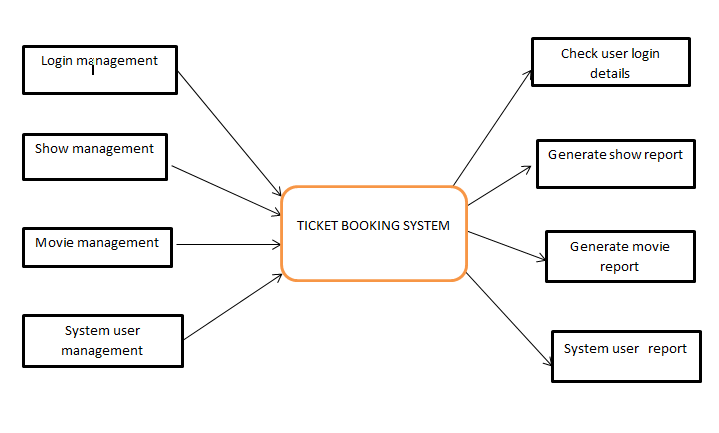 Login management
Show management
Movie management
System user
management
TICKET BOOKING SYSTEM
Check user login
details
Generate show report
Generate movie
report
System user report